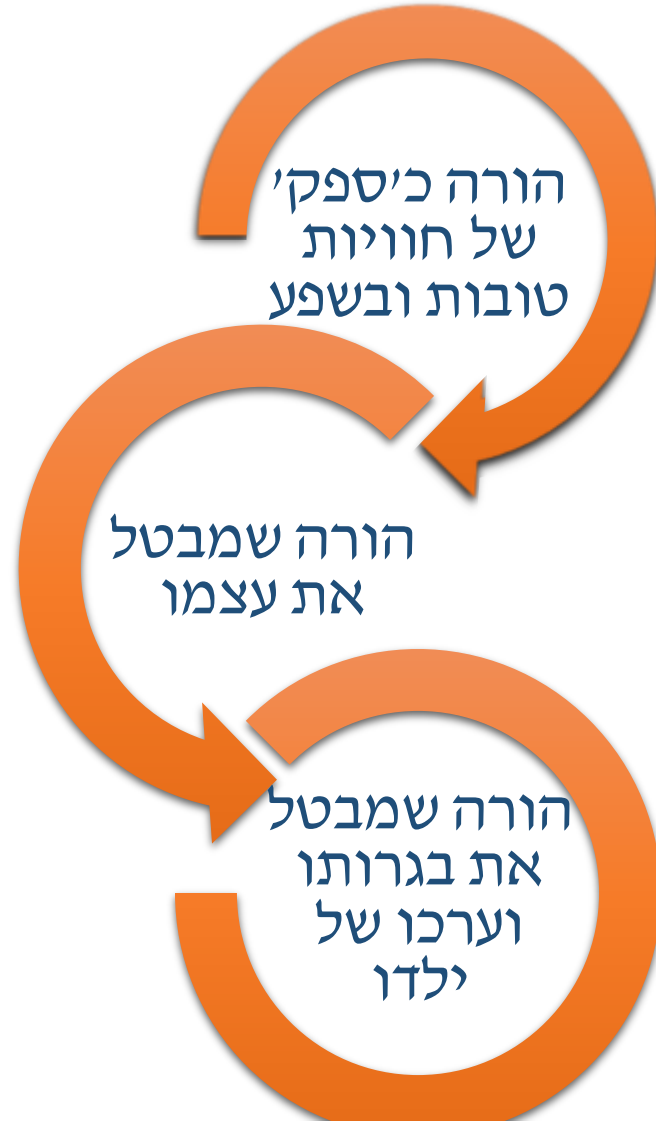 הורה כ׳ספק׳
של חוויות
טובות ובשפע
הורה שמבטל
את עצמו
הורה שמבטל
את בגרותו
וערכו של
ילדו